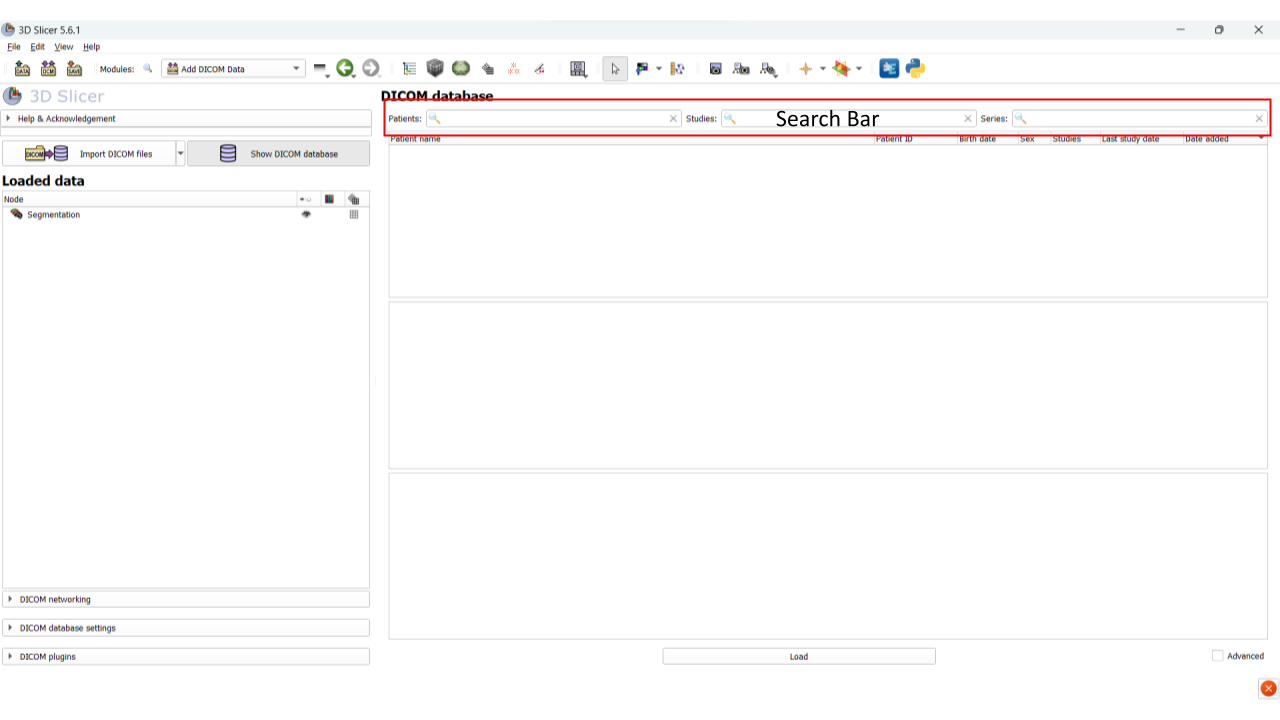 3D Slicer 5.6.1
File Edit View Help
DATA DCM SAVE Modules: Add DICOM Data
3D Slicer
Help & Acknowledgement
DICOM Import DICOM files Show DICOM database
Loaded data
Node
Segmentation
DICOM networking
DICOM database settings
DICOM plugins
DICOM database
Patients: Studies: Search Bar Series:
Patient name Patient ID Birth date Sex Studies Last study date Date added
Load Advanced